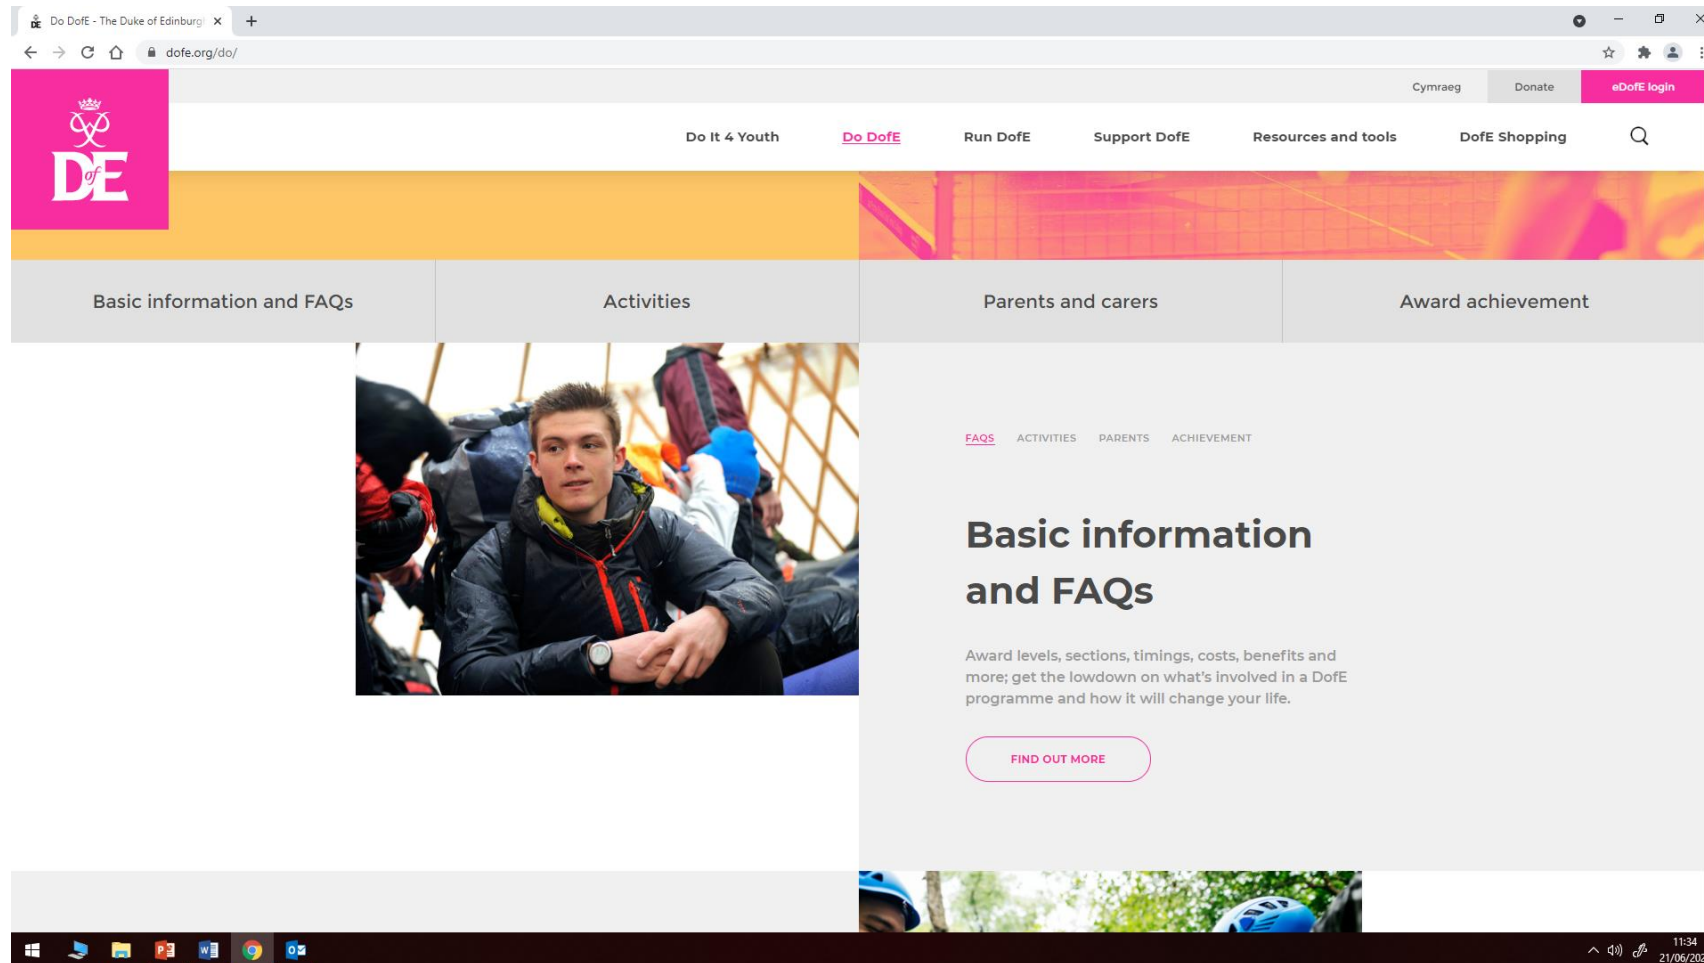 Do DofE - The Duke of Edinburgh
dofe.org/do/
Cymraeg
Donate
eDofE login
DofE
Do It 4 Youth
Do DofE
Run DofE
Support DofE
Resources and tools
DofE Shopping
Basic information and FAQs
Activities
Parents and carers
Award achievement
FAQS
ACTIVITIES
PARENTS
ACHIEVEMENT
Basic information
and FAQs
Award levels, sections, timings, costs, benefits and
more; get the lowdown on what's involved in a DofE
programme and how it will change your life.
FIND OUT MORE
11:34
21/06/202